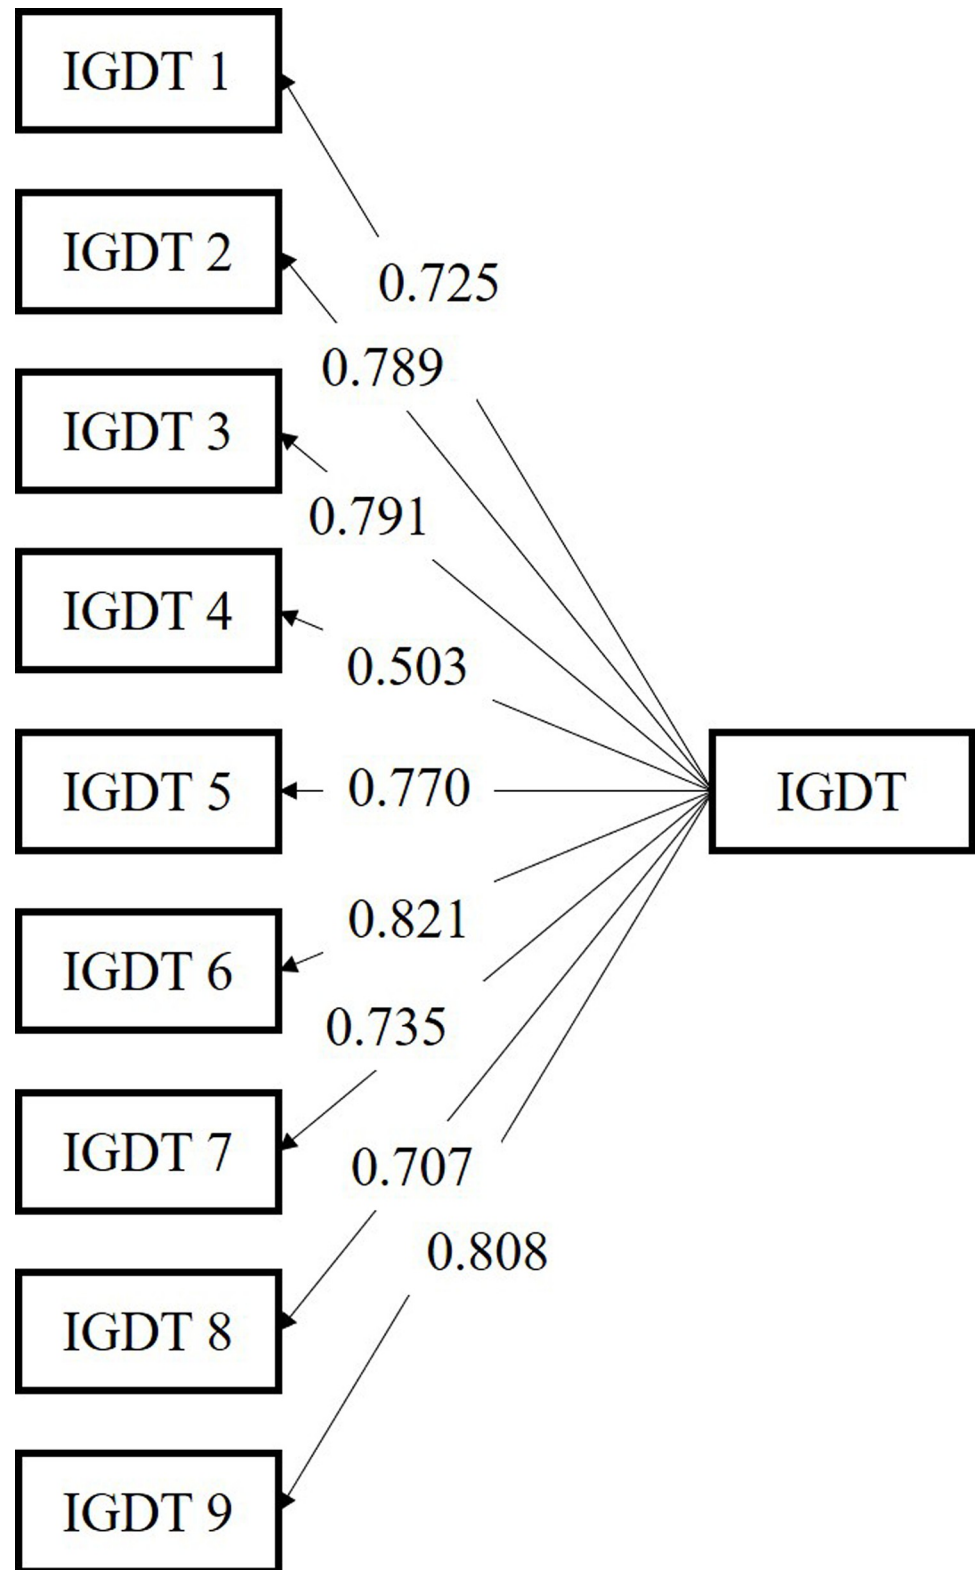 IGDT 1
0.725
IGDT 2
0.789
IGDT 3
0.791
IGDT 4
0.503
IGDT 5
0.770
IGDT
0.821
IGDT 6
0.735
IGDT 7
0.707
0.808
IGDT 8
IGDT 9